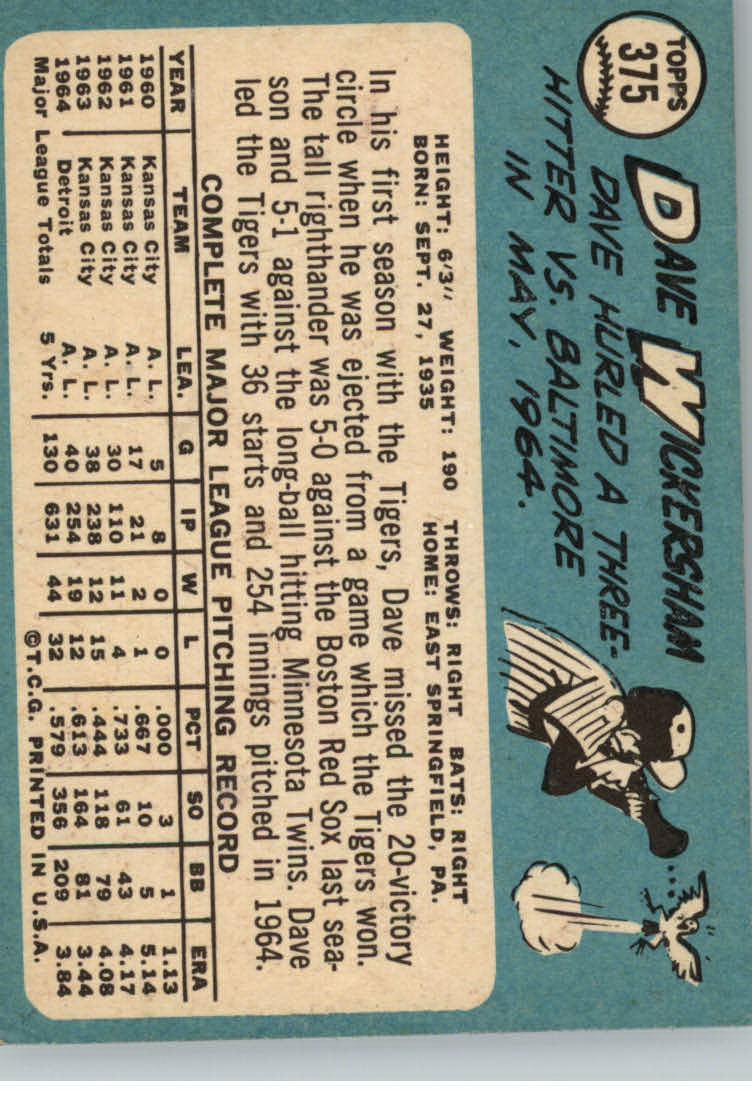 TOPPS
375
DAVE WICKERSHAM
DAVE HURLED A THREE-
HITTER VS. BALTIMORE
IN MAY, 1964.
HEIGHT: 6'3" WEIGHT: 190 THROWS: RIGHT BATS: RIGHT
BORN: SEPT. 27, 1935 HOME: EAST SPRINGFIELD, PA.
In his first season with the Tigers, Dave missed the 20-victory
circle when he was ejected from a game which the Tigers won.
The tall righthander was 5-0 against the Boston Red Sox last sea-
son and 5-1 against the long-ball hitting Minnesota Twins. Dave
led the Tigers with 36 starts and 254 innings pitched in 1964.
COMPLETE MAJOR LEAGUE PITCHING RECORD
YEAR TEAM LEA. G IP W L PCT SO BB ERA
1960 Kansas City A. L. 5 8 0 0 .000 3 1 1.13
1961 Kansas City A. L. 17 21 2 1 .667 10 5 5.14
1962 Kansas City A. L. 30 110 11 4 .733 61 43 4.17
1963 Kansas City A. L. 38 238 12 15 .444 118 79 4.08
1964 Detroit A. L. 40 254 19 12 .613 164 81 3.44
Major League Totals 5 Yrs. 130 631 44 32 .579 356 209 3.84
©T.C.G. PRINTED IN U.S.A.